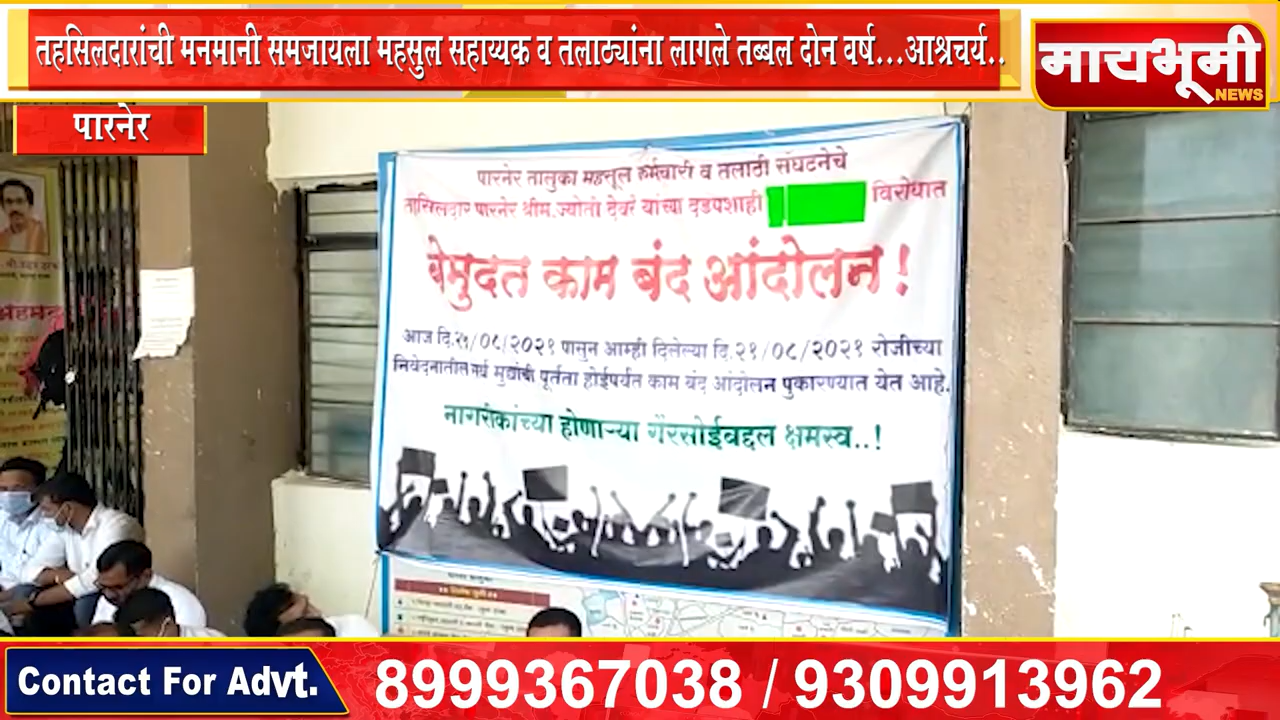 तहसिलदारांची मनमानी समजायला महसुल सहाय्यक व तलाठ्यांना लागले तब्बल दोन वर्ष...आश्रचर्य..
मायभूमी
NEWS
पारनेर
पारनेर तालुका महसूल कर्मचारी व तलाठी संघटनेचे
तहसिलदार पारनेर श्रीम.ज्योती देवरे यांच्या दडपशाही विरोधात
बेमुदत काम बंद आंदोलन !
आज दि.२५/०८/२०२१ पासुन आम्ही दिलेल्या दि.२१/०८/२०२१ रोजीच्या
निवेदनातील सर्व मुद्यांची पूर्तता होईपर्यंत काम बंद आंदोलन पुकारण्यात येत आहे.
नागरीकांच्या होणाऱ्या गैरसोईबद्दल क्षमस्व..!
Contact For Advt.
8999367038 / 9309913962